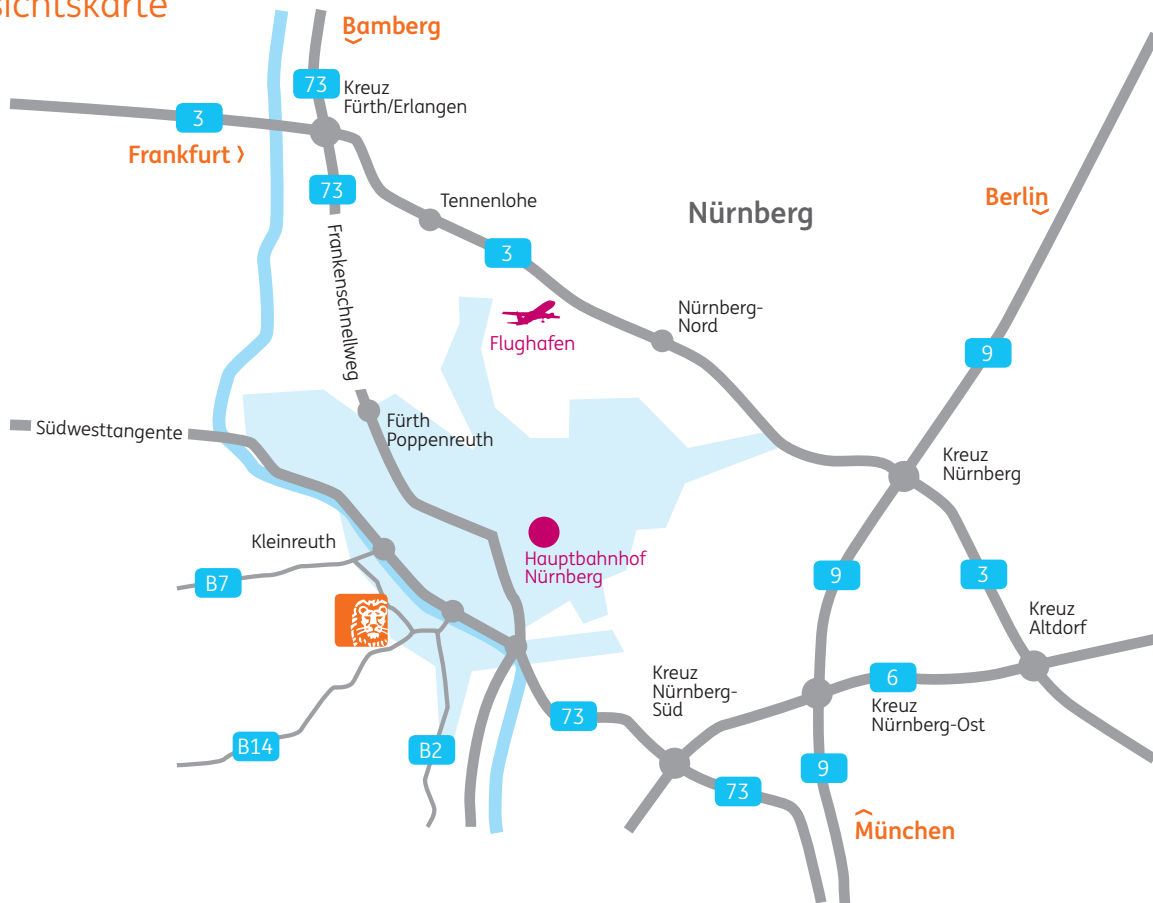 sichtskarte
Bamberg
73
Kreuz
Fürth/Erlangen
3
Frankfurt
73
Tennenlohe
Nürnberg
Berlin
3
Frankenschnellweg
Nürnberg-
Nord
Flughafen
9
Fürth
Poppenreuth
Südwesttangente
Kreuz
Nürnberg
Hauptbahnhof
Nürnberg
Kleinreuth
B7
9
3
Kreuz
Altdorf
Kreuz
Nürnberg-
Süd
6
Kreuz
Nürnberg-Ost
73
B14
B2
9
73
München